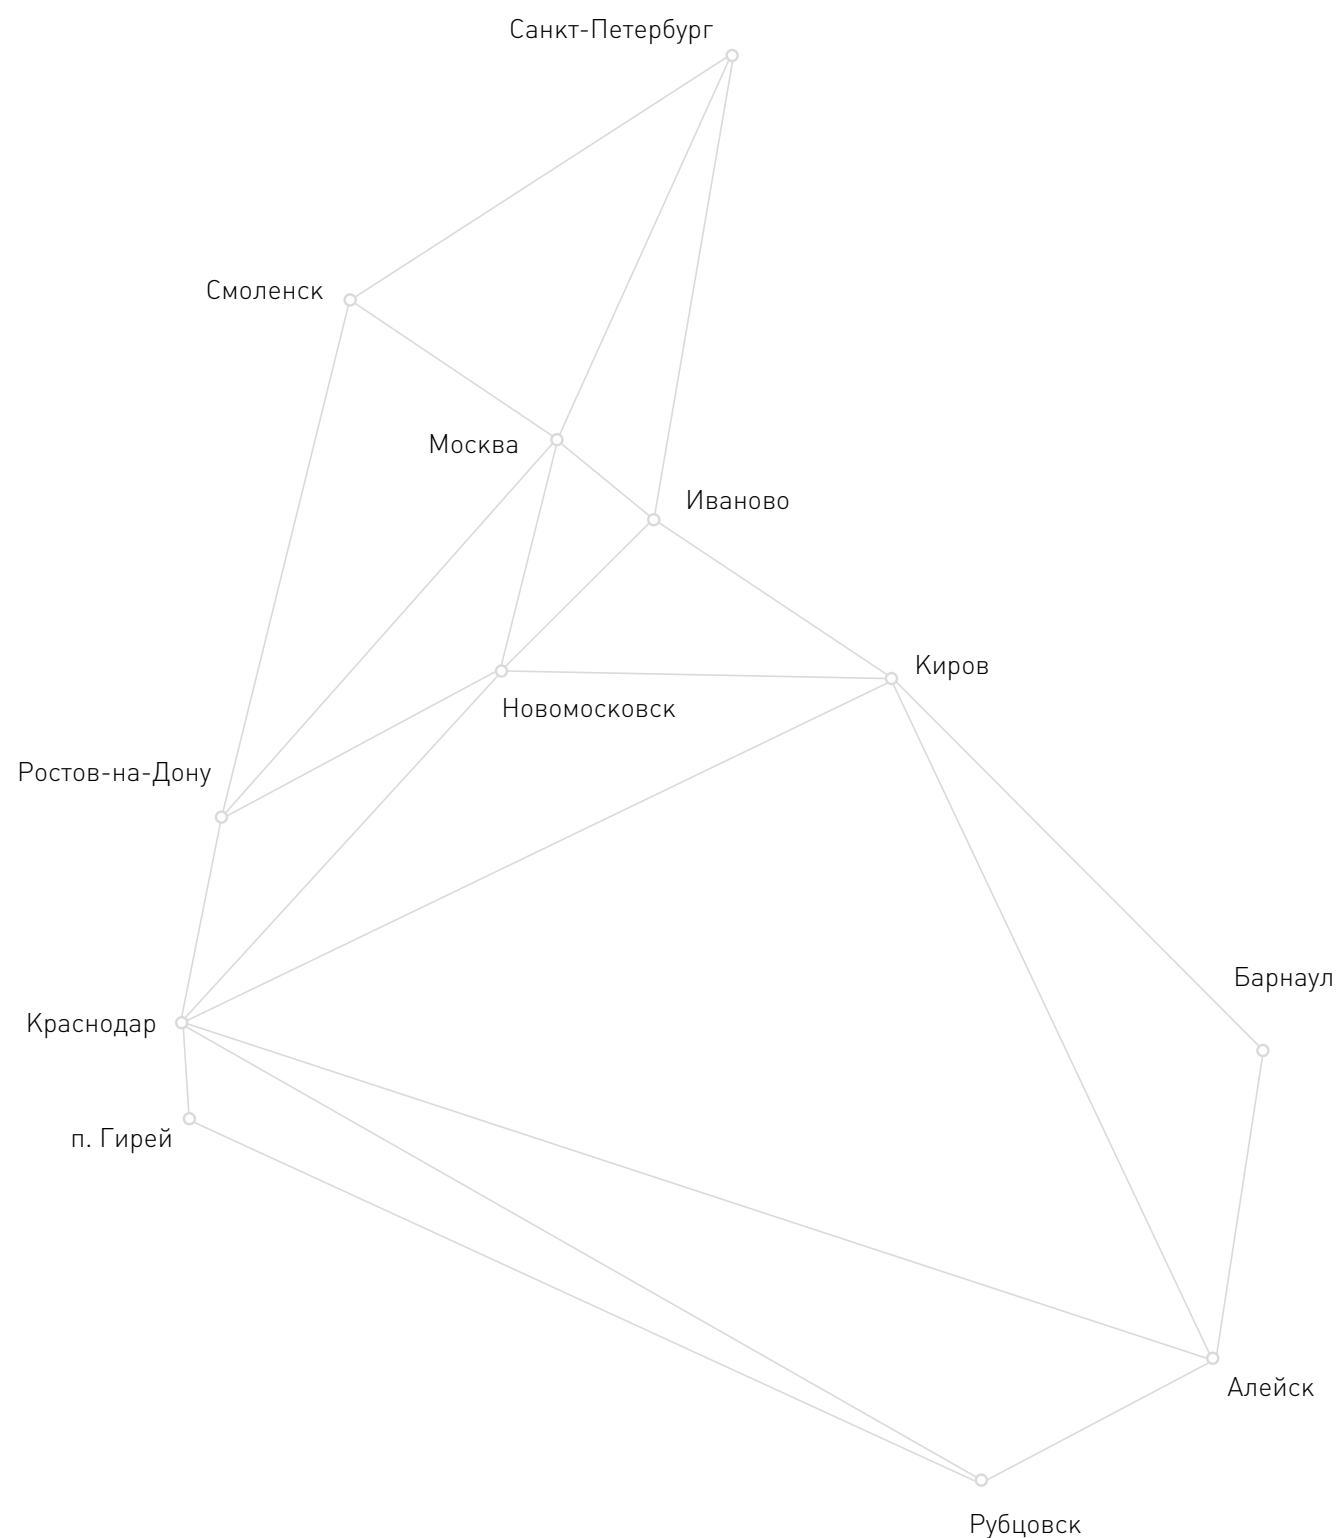 Санкт-Петербург
Смоленск
Москва
Иваново
Киров
Новомосковск
Ростов-на-Дону
Барнаул
Краснодар
п. Гирей
Алейск
Рубцовск